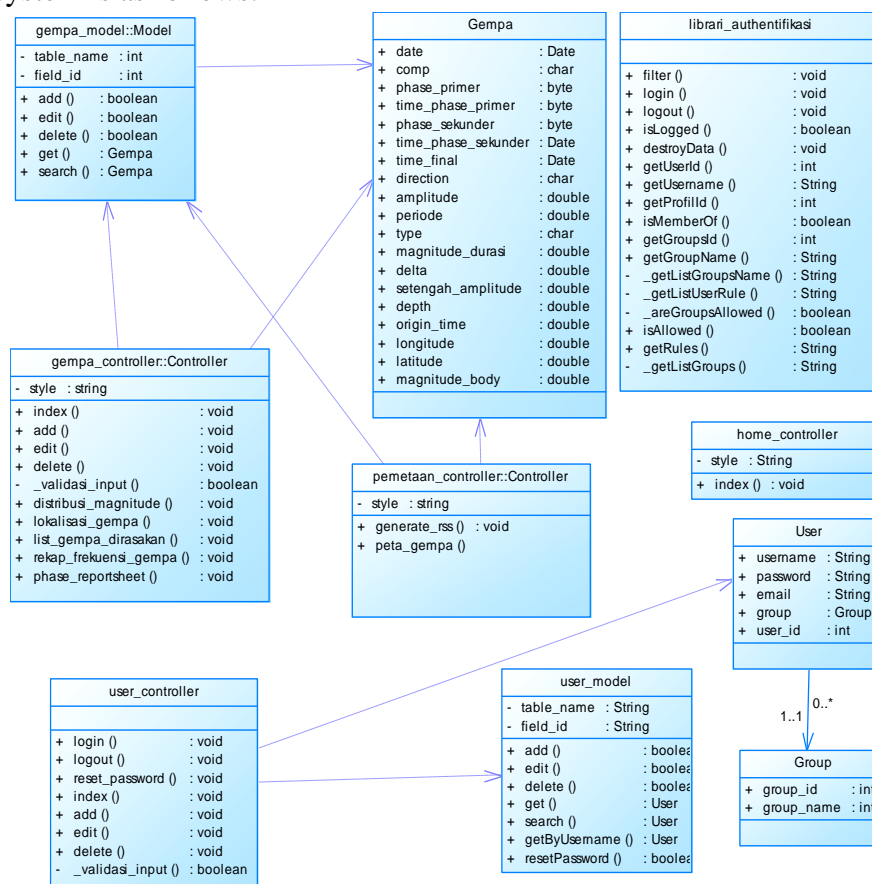 gempa_model::Model
- table_name : int
- field_id : int
+ add () : boolean
+ edit () : boolean
+ delete () : boolean
+ get () : Gempa
+ search () : Gempa
Gempa
+ date : Date
+ comp : char
+ phase_primer : byte
+ time_phase_primer : Date
+ phase_sekunder : byte
+ time_phase_sekunder : Date
+ time_final : Date
+ direction : char
+ amplitude : double
+ periode : double
+ type : char
+ magnitude_durasi : double
+ delta : double
+ setengah_amplitude : double
+ depth : double
+ origin_time : double
+ longitude : double
+ latitude : double
+ magnitude_body : double
librari_authentifikasi
+ filter () : void
+ login () : void
+ logout () : void
+ isLogged () : boolean
+ destroyData () : void
+ getUserId () : int
+ getUsername () : String
+ getProfilId () : int
+ isMemberOf () : boolean
+ getGroupsId () : int
+ getGroupName () : String
- _getListGroupsName () : String
- _getListUserRule () : String
- _areGroupsAllowed () : boolean
+ isAllowed () : boolean
+ getRules () : String
- _getListGroups () : String
gempa_controller::Controller
- style : string
+ index () : void
+ add () : void
+ edit () : void
+ delete () : void
- _validasi_input () : boolean
+ distribusi_magnitude () : void
+ lokalisasi_gempa () : void
+ list_gempa_dirasakan () : void
+ rekap_frekuensi_gempa () : void
+ phase_reportsheet () : void
pemetaan_controller::Controller
- style : string
+ generate_rss () : void
+ peta_gempa ()
home_controller
- style : String
+ index () : void
User
+ username : String
+ password : String
+ email : String
+ group : Group
+ user_id : int
0..*
1..1
Group
+ group_id : int
+ group_name : int
user_controller
+ login () : void
+ logout () : void
+ reset_password () : void
+ index () : void
+ add () : void
+ edit () : void
+ delete () : void
- _validasi_input () : boolean
user_model
- table_name : String
- field_id : String
+ add () : boolea
+ edit () : boolea
+ delete () : boolea
+ get () : User
+ search () : User
+ getByUsername () : User
+ resetPassword () : boolea